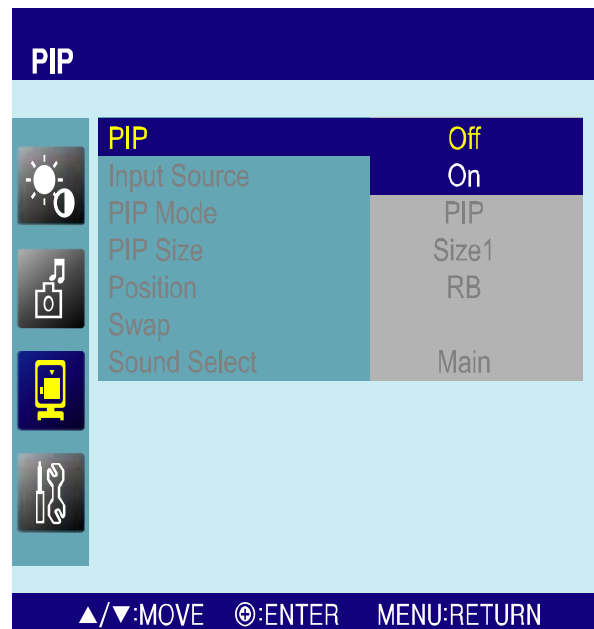 PIP
PIP Off
Input Source On
PIP Mode PIP
PIP Size Size1
Position RB
Swap
Sound Select Main
▲/▼:MOVE ⊕:ENTER MENU:RETURN